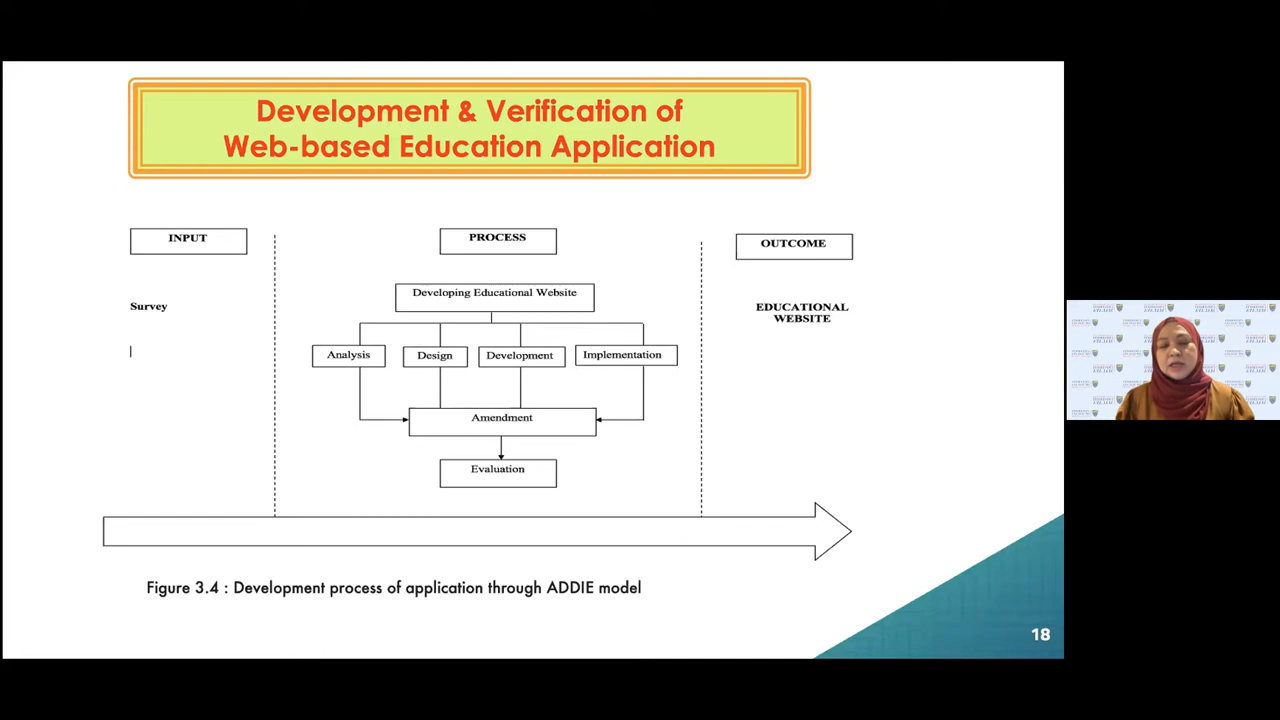 Development & Verification of
Web-based Education Application
INPUT
PROCESS
OUTCOME
Survey
Developing Educational Website
EDUCATIONAL
WEBSITE
Analysis
Design
Development
Implementation
Amendment
Evaluation
Figure 3.4 : Development process of application through ADDIE model
18